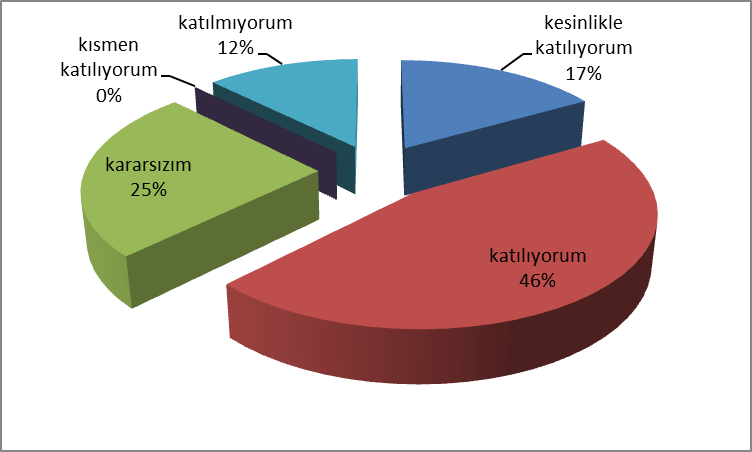 kesinlikle
katılıyorum
17%
katılıyorum
46%
kararsızım
25%
kısmen
katılıyorum
0%
katılmıyorum
12%